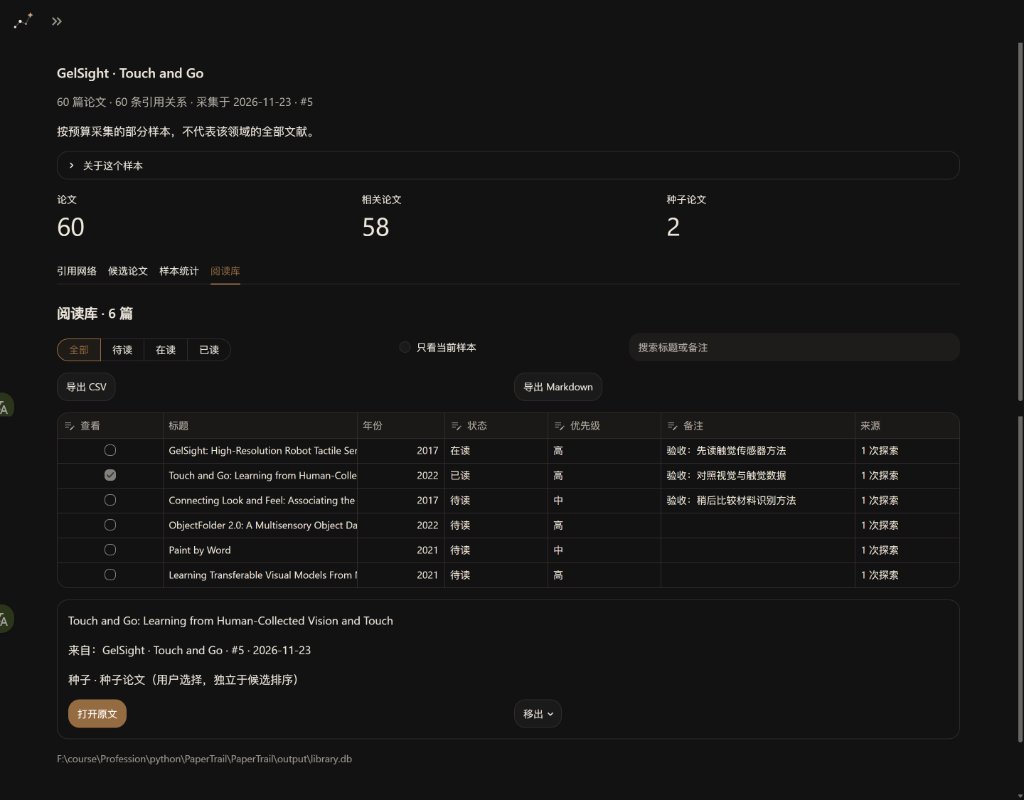 GelSight · Touch and Go
60 篇论文 · 60 条引用关系 · 采集于 2026-11-23 · #5
按预算采集的部分样本，不代表该领域的全部文献。
关于这个样本
论文 相关论文 种子论文
60 58 2
引用网络 候选论文 样本统计 阅读库
阅读库 · 6 篇
全部 待读 在读 已读 只看当前样本 搜索标题或备注
导出 CSV 导出 Markdown
查看 标题 年份 状态 优先级 备注 来源
GelSight: High-Resolution Robot Tactile Ser 2017 在读 高 验收：先读触觉传感器方法 1 次探索
Touch and Go: Learning from Human-Colle 2022 已读 高 验收：对照视觉与触觉数据 1 次探索
Connecting Look and Feel: Associating the 2017 待读 中 验收：稍后比较材料识别方法 1 次探索
ObjectFolder 2.0: A Multisensory Object Da 2022 待读 高 1 次探索
Paint by Word 2021 待读 中 1 次探索
Learning Transferable Visual Models From 2021 待读 高 1 次探索
Touch and Go: Learning from Human-Collected Vision and Touch
来自：GelSight · Touch and Go · #5 · 2026-11-23
种子 · 种子论文（用户选择，独立于候选排序）
打开原文 移出
F:\course\Profession\python\PaperTrail\PaperTrail\output\library.db